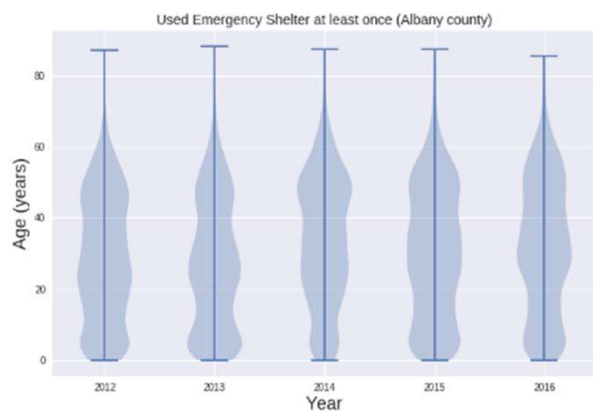 Used Emergency Shelter at least once (Albany county)
80
60
40
20
0
Age (years)
2012 2013 2014 2015 2016
Year